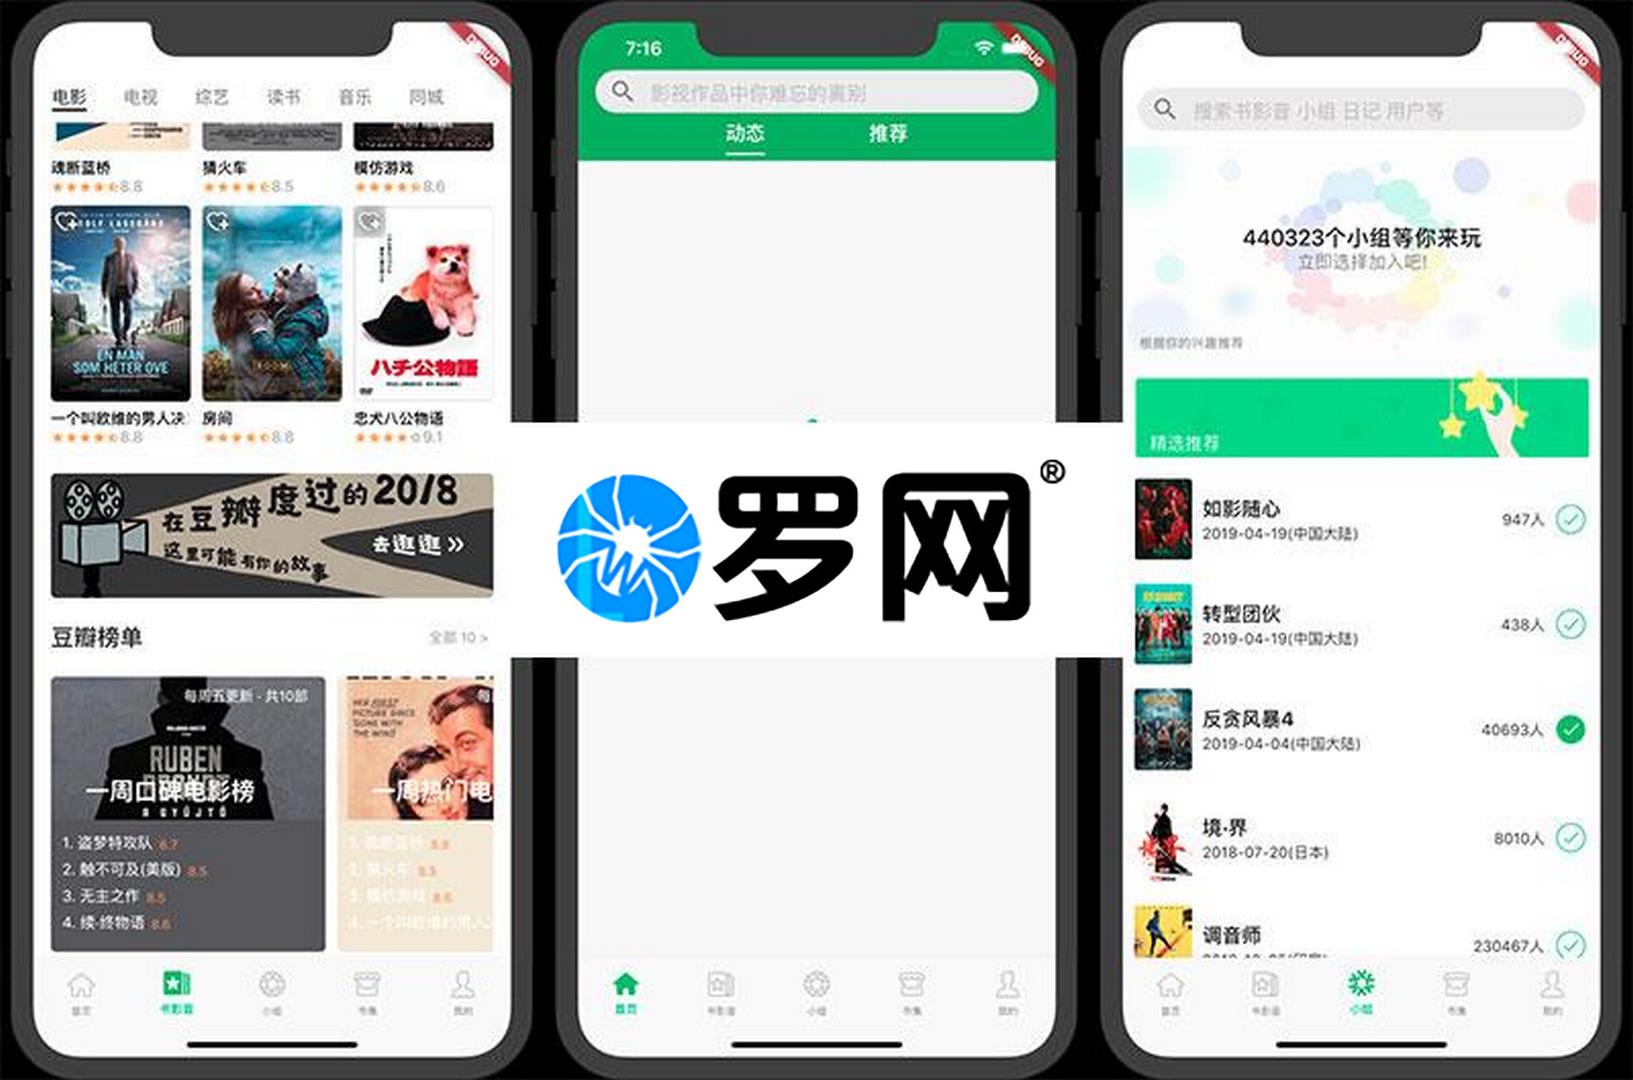 电影 电视 综艺 读书 音乐 同城
魂断蓝桥 猜火车 模仿游戏
8.8 8.5 8.6
ROLF LASSGÅRD
EN MAN
SOM HETER OVE
ハチ公物語
一个叫欧维的男人决 房间 忠犬八公物语
8.8 8.8 9.1
在豆瓣度过的20/8
这里可能有你的故事
去逛逛
豆瓣榜单 全部 10 >
每周五更新 · 共10部
RUBEN
BRANDT
A GYŰJTŐ
一周口碑电影榜
1. 盗梦特攻队 8.7
2. 触不可及(美版) 8.5
3. 无主之作 8.5
4. 续·终物语 8.6
HER FIRST
PICTURE SINCE
"GONE WITH
THE WIND"
每
一周热门电
1. 魂断蓝桥 8.8
2. 猜火车 8.5
3. 模仿游戏 8.6
4. 一个叫欧维的男人
首页 书影音 小组 市集 我的
DEBUG
7:16
影视作品中你难忘的离别
动态 推荐
罗网®
首页 书影音 小组 市集 我的
DEBUG
搜索书影音 小组 日记 用户等
440323个小组等你来玩
立即选择加入吧!
根据你的兴趣推荐
精选推荐
如影随心
2019-04-19(中国大陆)
947人
转型团伙
2019-04-19(中国大陆)
438人
反贪风暴4
2019-04-04(中国大陆)
40693人
境·界
2018-07-20(日本)
8010人
调音师
230467人
首页 书影音 小组 市集 我的
DEBUG